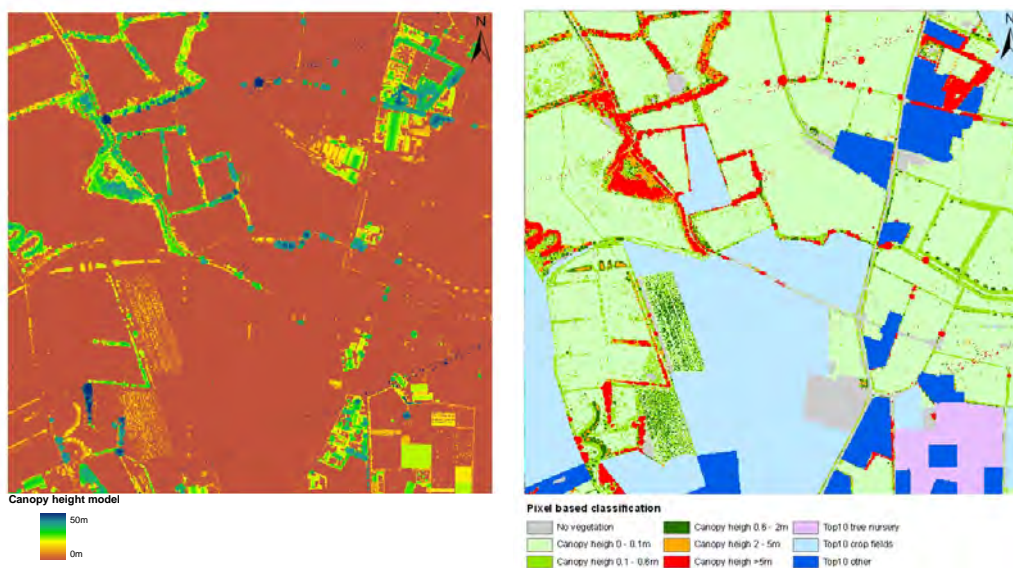 N
N
Canopy height model
50m
0m
Pixel based classification
No vegetation
Canopy heigh 0 - 0.1m
Canopy heigh 0.1 - 0.6m
Canopy heigh 0.6 - 2m
Canopy heigh 2 - 5m
Canopy heigh >5m
Top10 tree nursery
Top10 crop fields
Top10 other